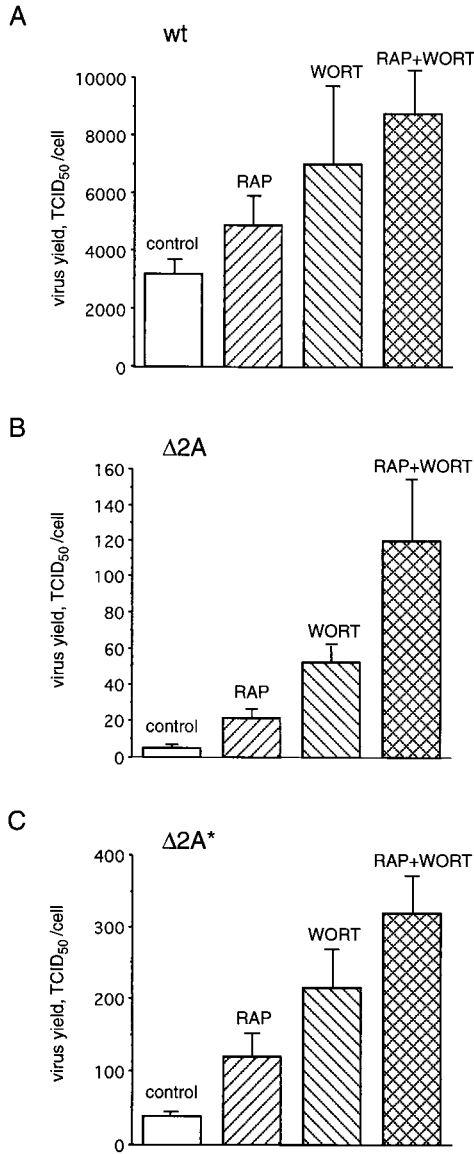 A
wt
virus yield, TCID50/cell
10000
8000
6000
4000
2000
0
control
RAP
WORT
RAP+WORT
B
Δ2A
virus yield, TCID50/cell
160
140
120
100
80
60
40
20
0
control
RAP
WORT
RAP+WORT
C
Δ2A*
virus yield, TCID50/cell
400
300
200
100
0
control
RAP
WORT
RAP+WORT